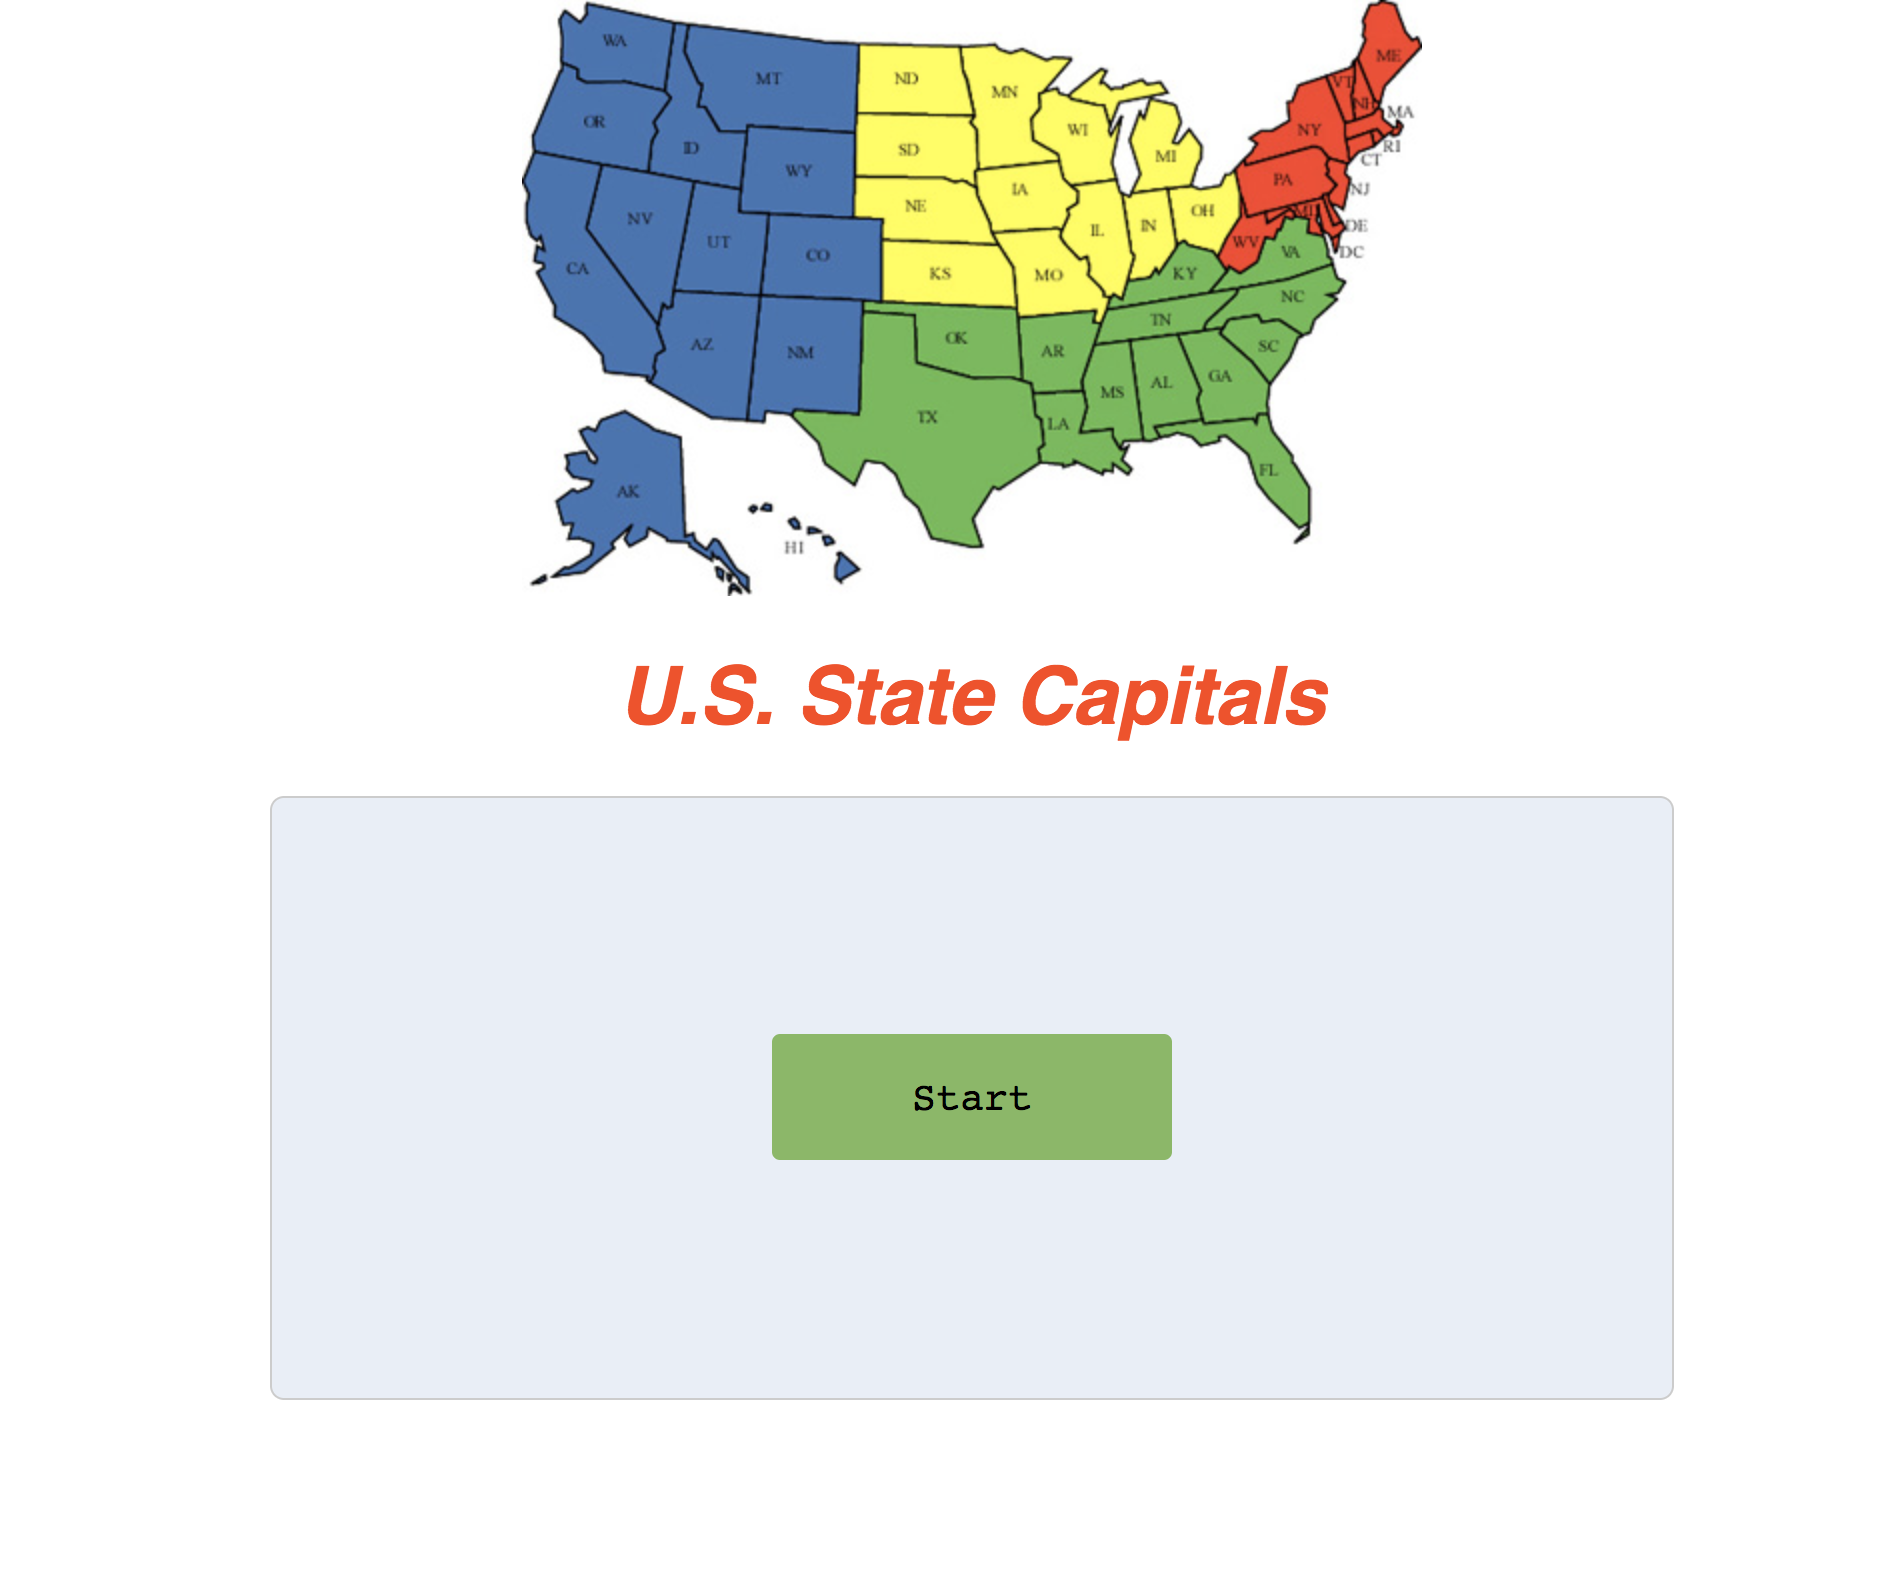 WA
MT
ND
MN
ME
VT
NH
MA
OR
ID
SD
WI
NY
RI
CT
WY
MI
IA
PA
NJ
NE
OH
MD
DE
NV
UT
CO
IL
IN
WV
VA
DC
CA
KS
MO
KY
NC
TN
AZ
NM
OK
AR
SC
MS
AL
GA
TX
LA
FL
AK
HI
U.S. State Capitals
Start